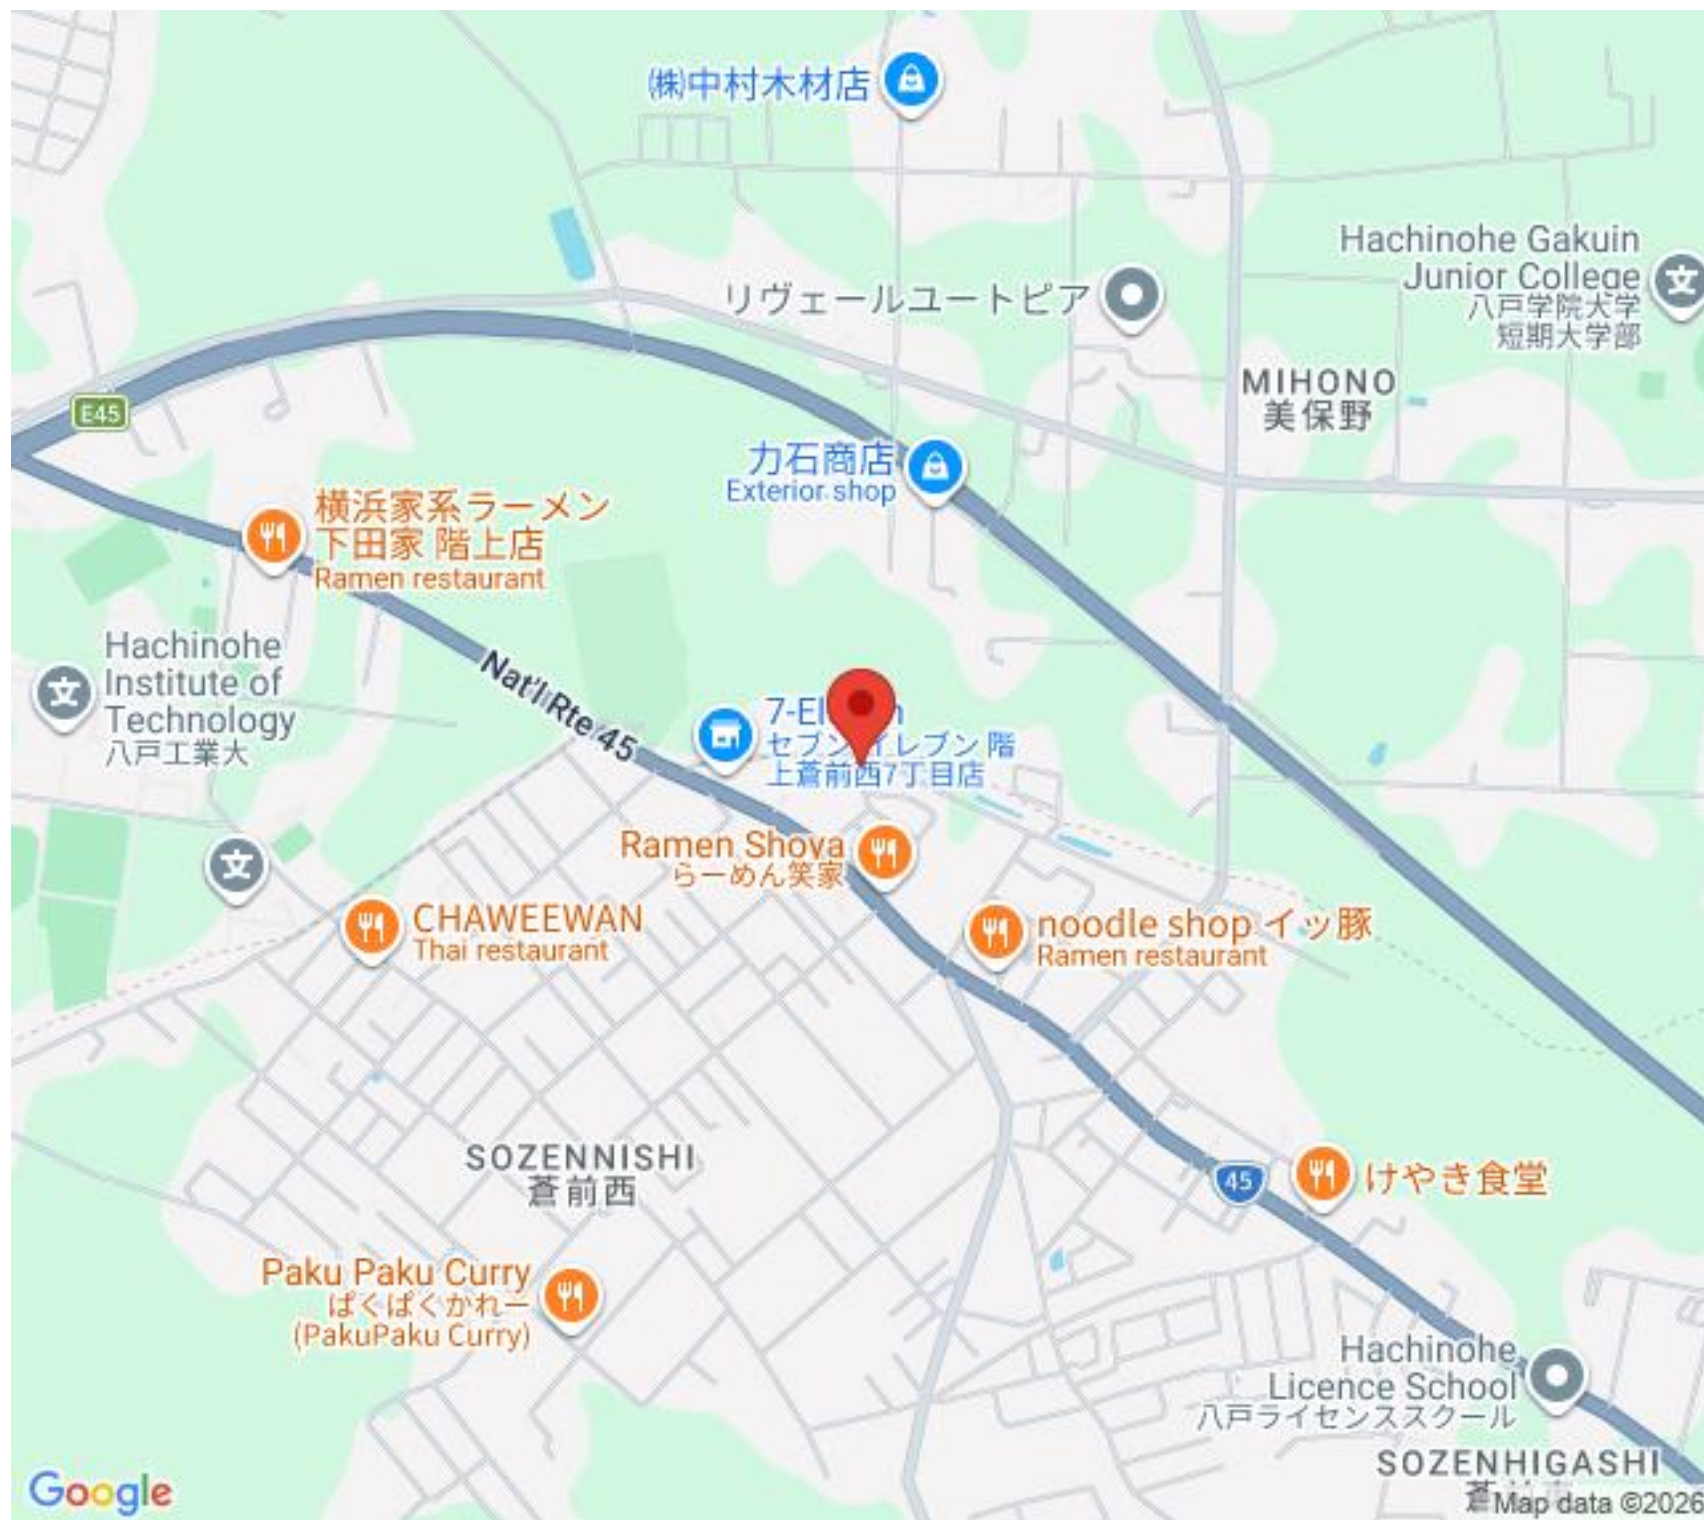 ㈱中村木材店
Hachinohe Gakuin
Junior College
八戸学院大学
短期大学部
リヴェールユートピア
MIHONO
美保野
E45
力石商店
Exterior shop
横浜家系ラーメン
下田家 階上店
Ramen restaurant
Hachinohe
Institute of
Technology
八戸工業大
Nat'l Rte 45
セブン-イレブン 階
上蒼前西7丁目店
Ramen Shoya
らーめん笑家
CHAWEEWAN
Thai restaurant
noodle shop イッ豚
Ramen restaurant
SOZENNISHI
蒼前西
45
けやき食堂
Paku Paku Curry
ぱくぱくかれー
(PakuPaku Curry)
Hachinohe
Licence School
八戸ライセンススクール
SOZENHIGASHI
Google
Map data ©2026